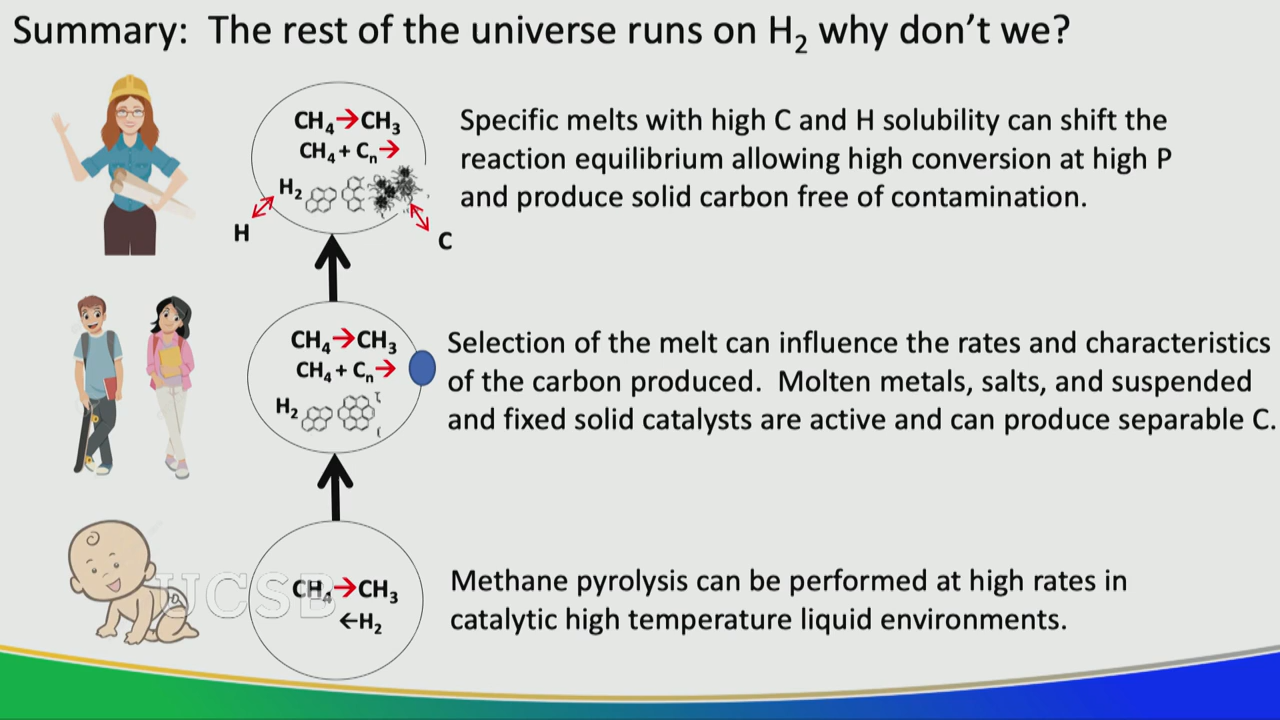 Summary:  The rest of the universe runs on H₂ why don't we?
CH₄→CH₃
CH₄ + Cₙ→
H₂
H
C
Specific melts with high C and H solubility can shift the
reaction equilibrium allowing high conversion at high P
and produce solid carbon free of contamination.
CH₄→CH₃
CH₄ + Cₙ→
H₂
Selection of the melt can influence the rates and characteristics
of the carbon produced.  Molten metals, salts, and suspended
and fixed solid catalysts are active and can produce separable C.
UCSB
CH₄→CH₃
←H₂
Methane pyrolysis can be performed at high rates in
catalytic high temperature liquid environments.